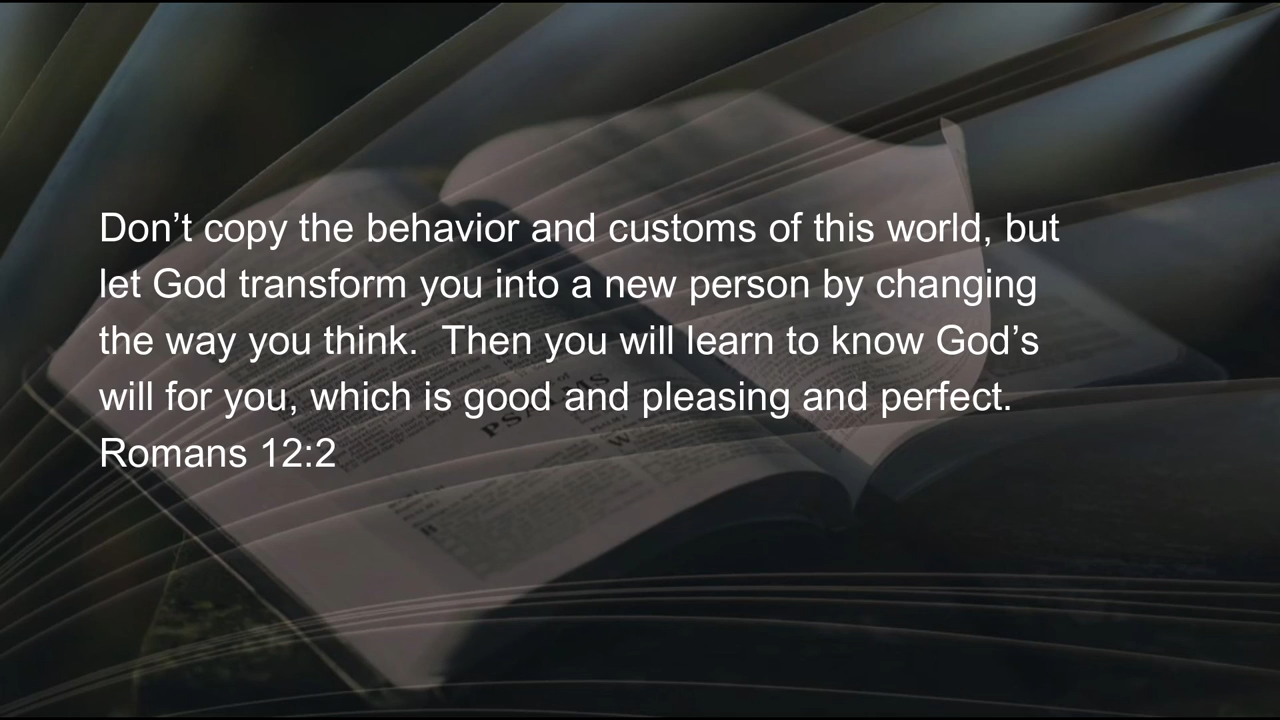 Don’t copy the behavior and customs of this world, but
let God transform you into a new person by changing
the way you think.  Then you will learn to know God’s
will for you, which is good and pleasing and perfect.
Romans 12:2
PSALMS